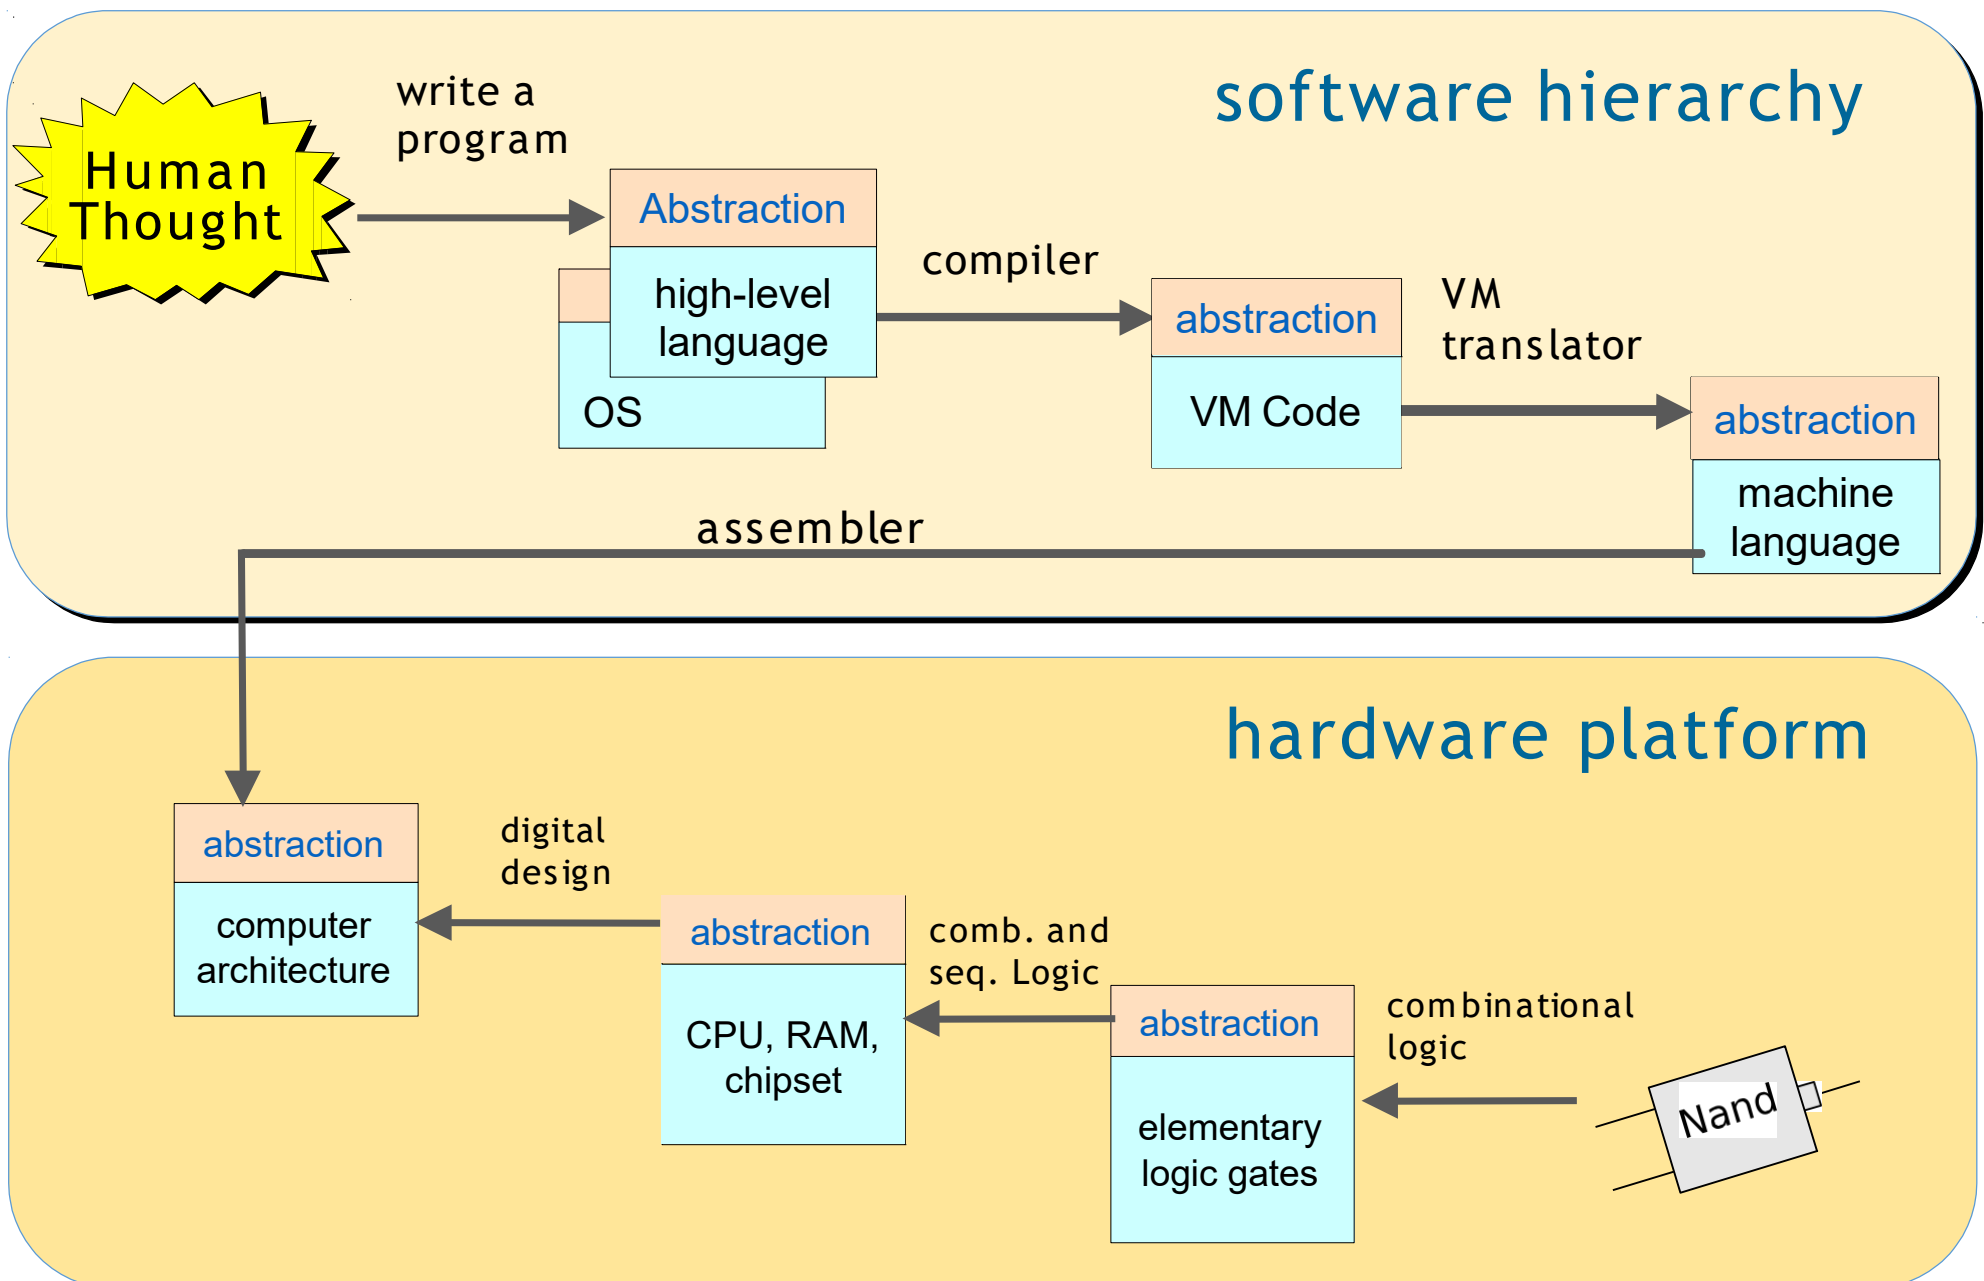 software hierarchy
write a
program
Human
Thought
Abstraction
high-level
language
OS
compiler
abstraction
VM Code
VM
translator
abstraction
machine
language
assembler
hardware platform
abstraction
computer
architecture
digital
design
abstraction
CPU, RAM,
chipset
comb. and
seq. Logic
abstraction
elementary
logic gates
combinational
logic
Nand